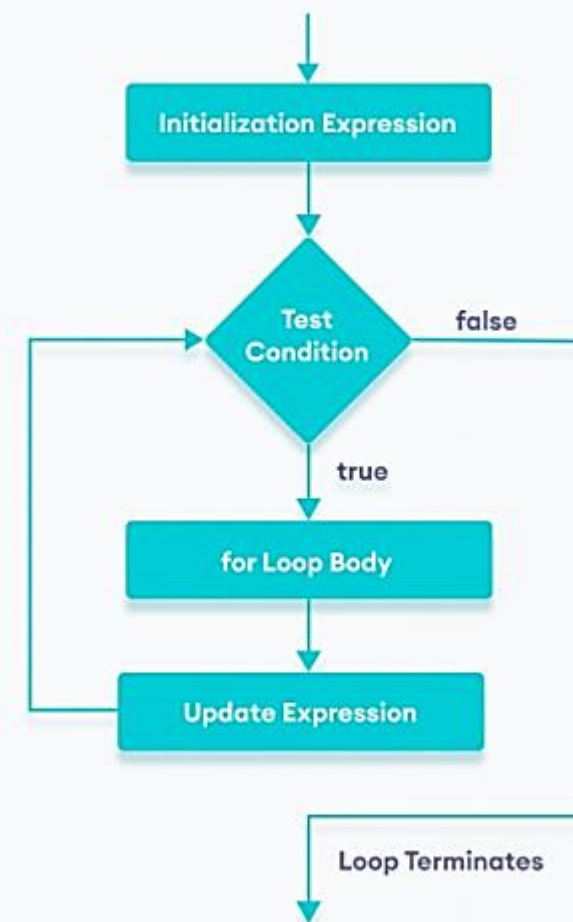 Initialization Expression
Test
Condition
false
true
for Loop Body
Update Expression
Loop Terminates